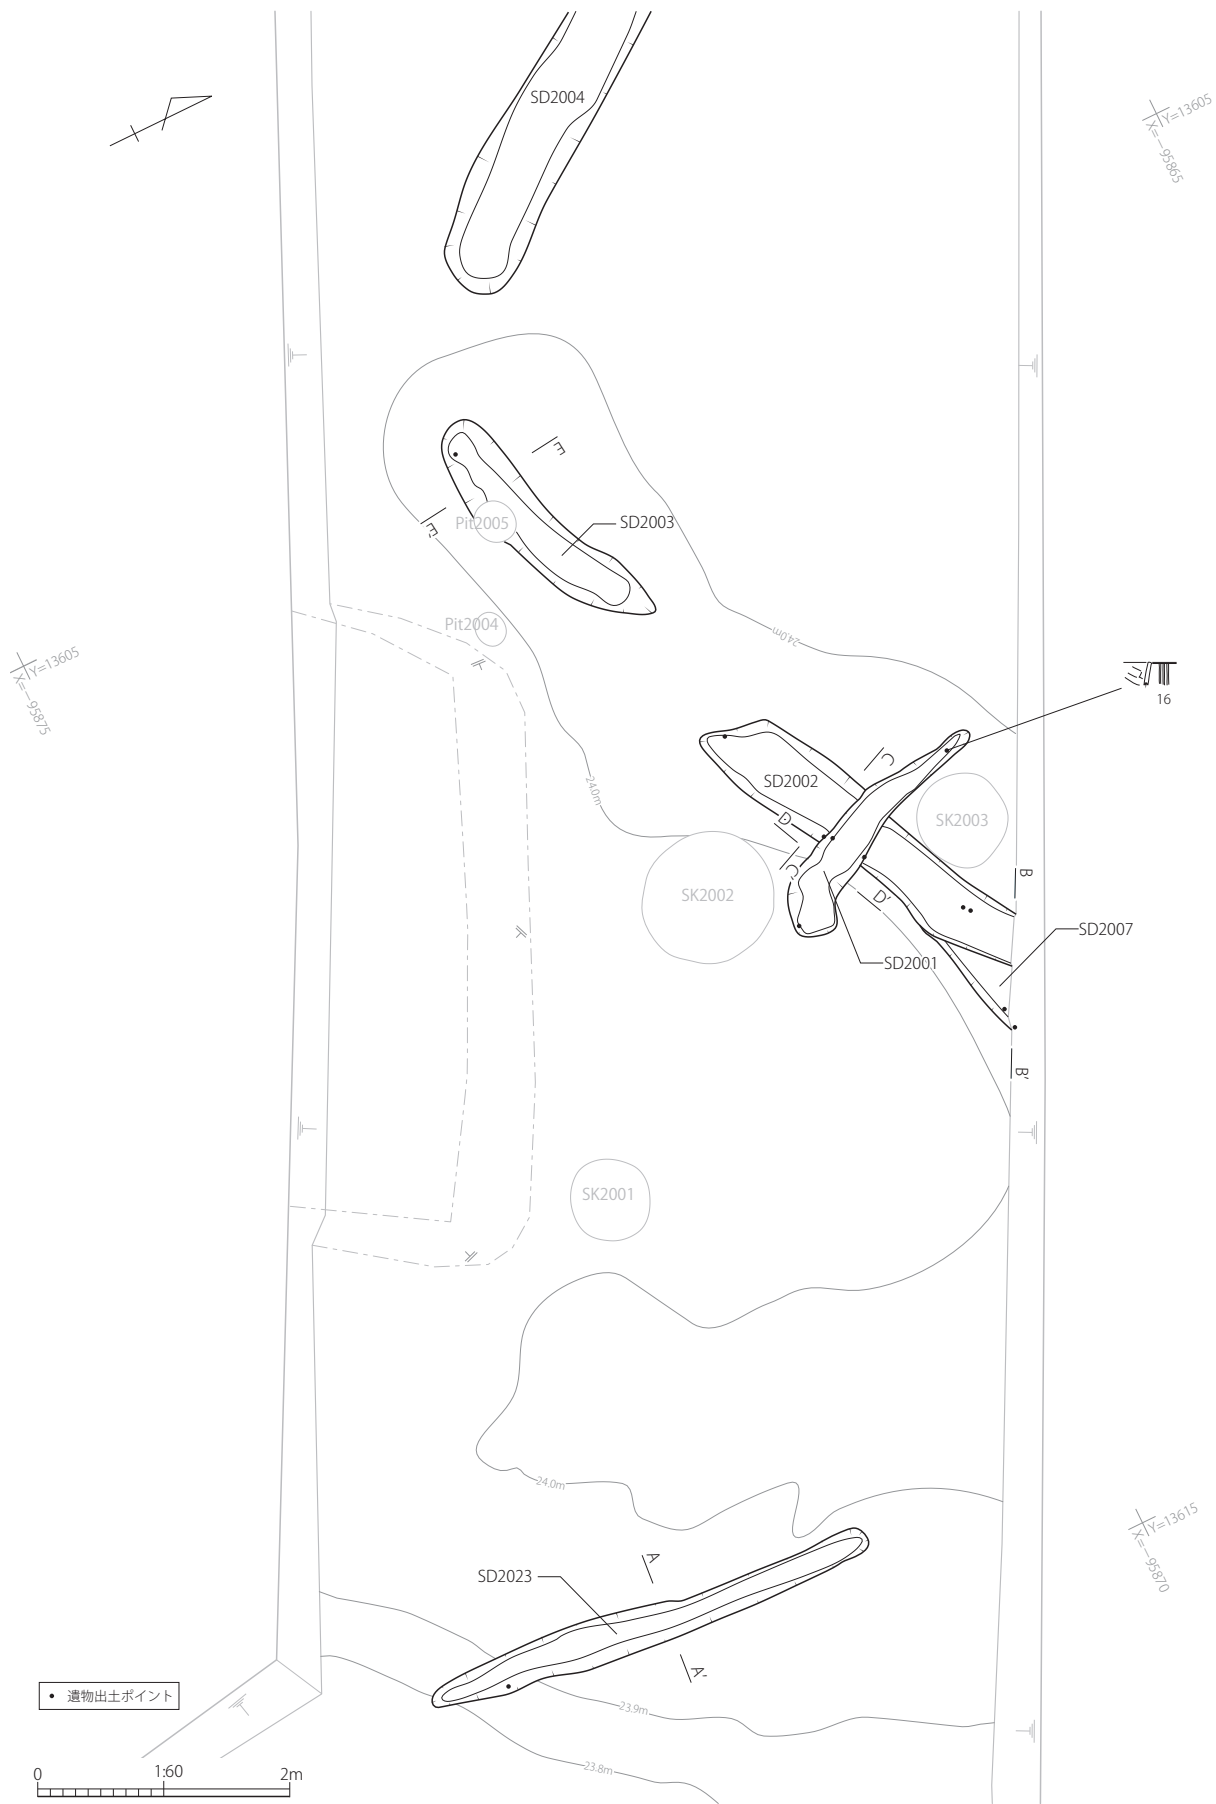 SD2004
Y=13605
X=-95865
E
E'
Pit2005
SD2003
Pit2004
24.0m
Y=13605
X=-95875
16
SD2002
C
24.0m
D
SK2003
C'
SK2002
D'
B
SD2007
SD2001
B'
SK2001
24.0m
Y=13615
X=-95870
A
SD2023
A'
• 遺物出土ポイント
23.9m
23.8m
0 1:60 2m